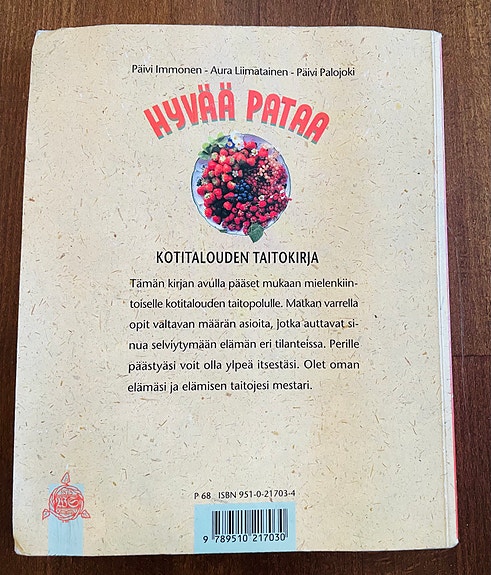 Päivi Immonen - Aura Liimatainen - Päivi Palojoki
HYVÄÄ PATAA
KOTITALOUDEN TAITOKIRJA
Tämän kirjan avulla pääset mukaan mielenkiin-
toiselle kotitalouden taitopolulle. Matkan varrella
opit valtavan määrän asioita, jotka auttavat si-
nua selviytymään elämän eri tilanteissa. Perille
päästyäsi voit olla ylpeä itsestäsi. Olet oman
elämäsi ja elämisen taitojesi mestari.
P 68 ISBN 951-0-21703-4
9 789510 217030